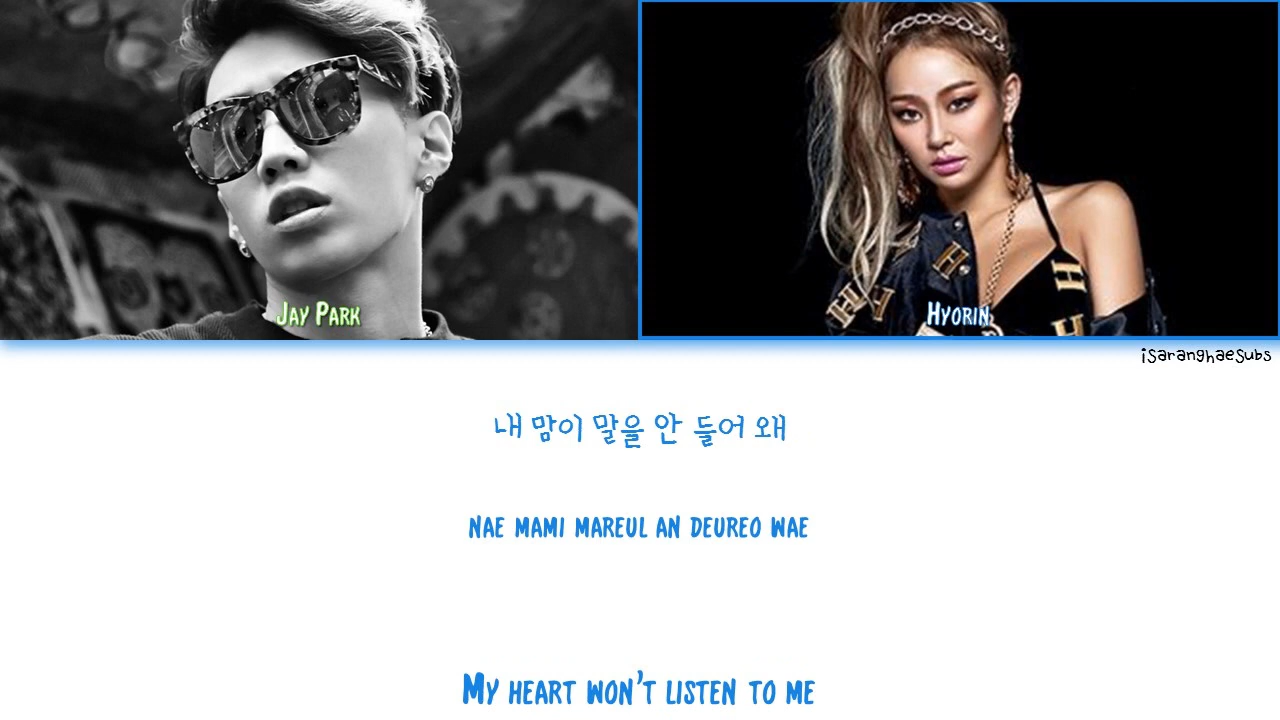 Jay Park
Hyorin
iSaranghaeSubs
내 맘이 말을 안 들어 왜
NAE MAMI MAREUL AN DEUREO WAE
MY HEART WON'T LISTEN TO ME